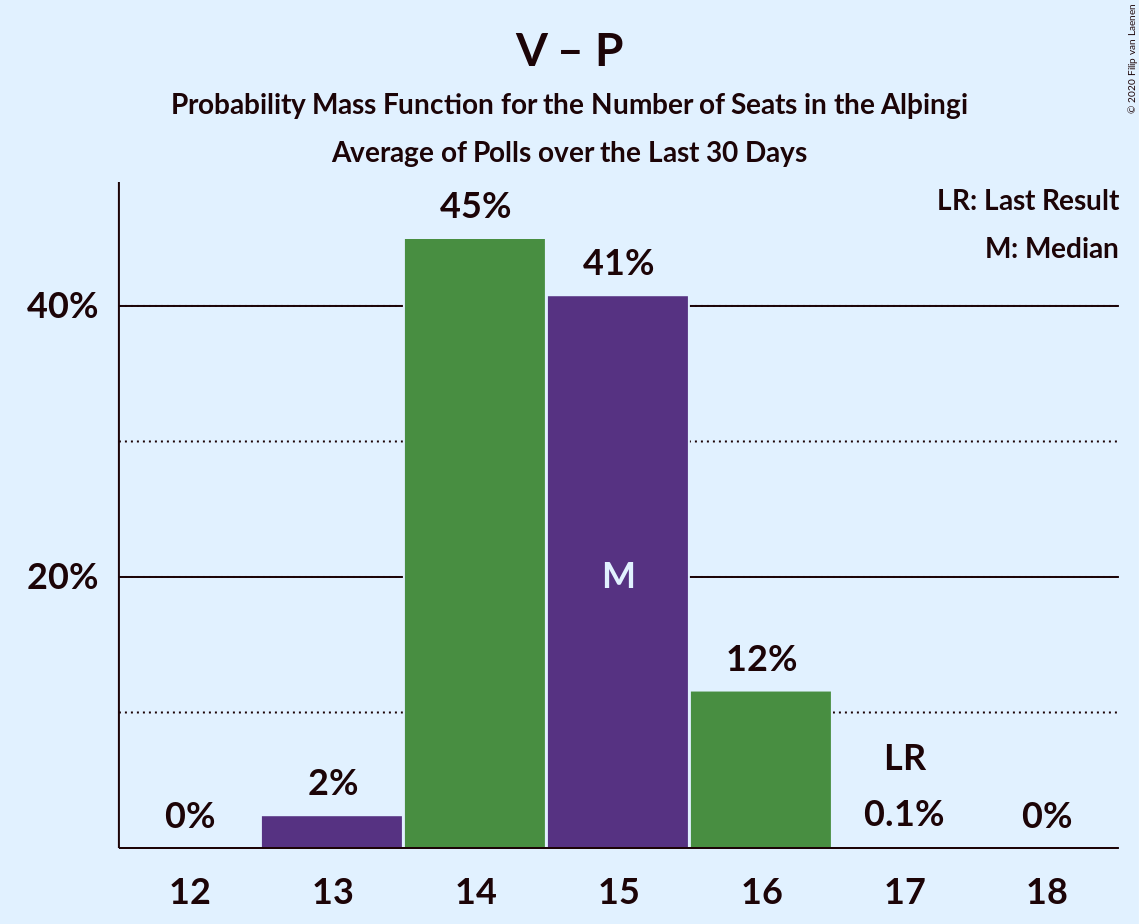 V – P
Probability Mass Function for the Number of Seats in the Alþingi
Average of Polls over the Last 30 Days
© 2020 Filip van Laenen
LR: Last Result
M: Median
45%
41%
40%
M
20%
12%
LR
2%
0%
0.1%
0%
12 13 14 15 16 17 18